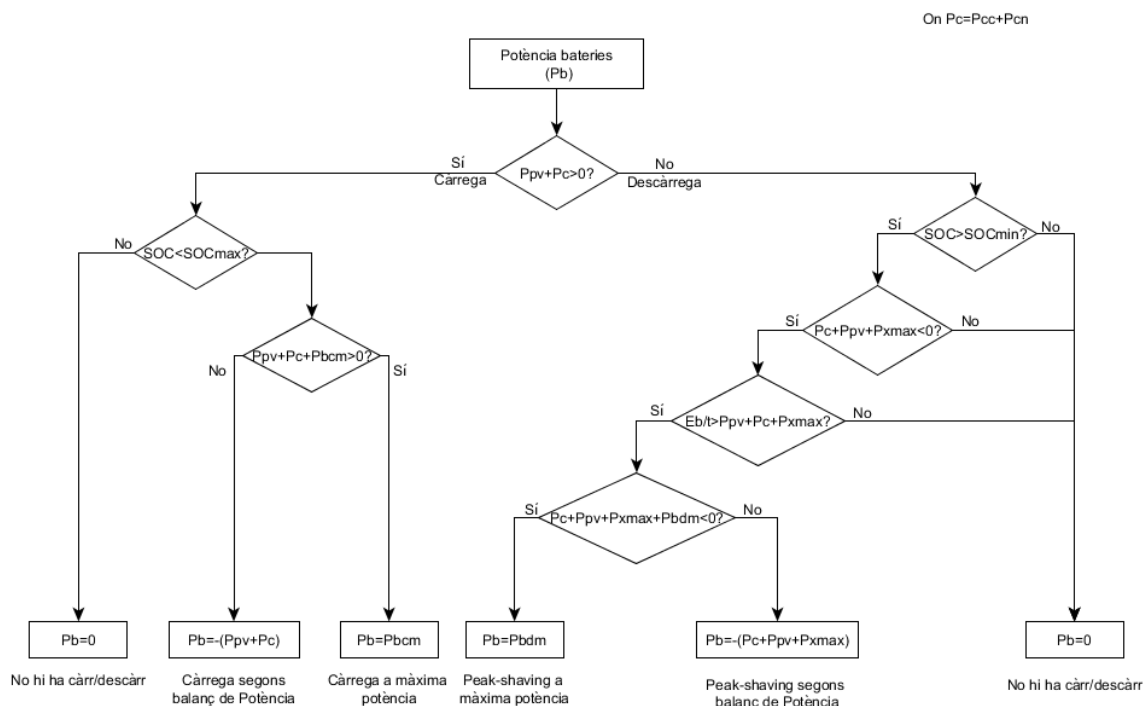 On Pc=Pcc+Pcn
Potència bateries
(Pb)
Sí
Càrrega
Ppv+Pc>0?
No
Descàrrega
No
SOC<SOCmax?
Sí
SOC>SOCmin?
No
Ppv+Pc+Pbcm>0?
No
Sí
Sí
Pc+Ppv+Pxmax<0?
No
Sí
Eb/t>Ppv+Pc+Pxmax?
No
Sí
Pc+Ppv+Pxmax+Pbdm<0?
No
Pb=0
Pb=-(Ppv+Pc)
Pb=Pbcm
Pb=Pbdm
Pb=-(Pc+Ppv+Pxmax)
Pb=0
No hi ha càrr/descàrr
Càrrega segons
balanç de Potència
Càrrega a màxima
potència
Peak-shaving a
màxima potència
Peak-shaving segons
balanç de Potència
No hi ha càrr/descàrr